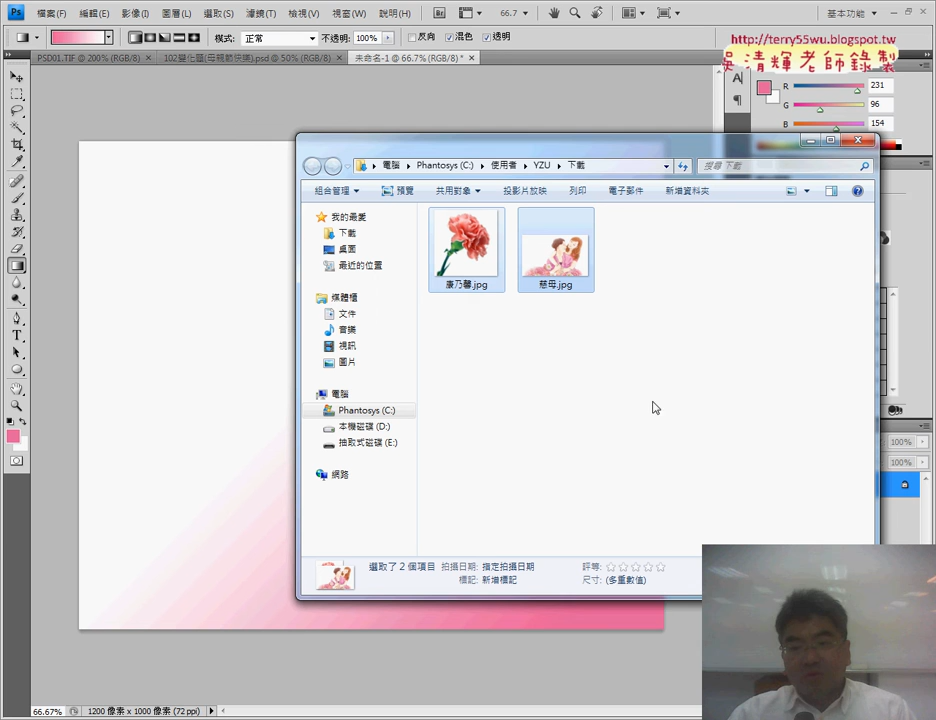 檔案(F) 編輯(E) 影像(I) 圖層(L) 選取(S) 濾鏡(T) 檢視(V) 視窗(W) 說明(H) Br 66.7 基本功能
模式: 正常 不透明: 100% 反向 混色 透明
http://terry55wu.blogspot.tw
吳清輝老師錄製
PSD01.TIF @ 200% (RGB/8) 102變化題(母親節快樂).psd @ 50% (RGB/8) 未命名-1 @ 66.7% (RGB/8) *
R 231
G 96
B 154
電腦 Phantosys (C:) 使用者 YZU 下載 搜尋 下載
組合管理 預覽 共用對象 投影片放映 列印 電子郵件 新增資料夾
我的最愛
下載
桌面
最近的位置
媒體櫃
文件
音樂
視訊
圖片
電腦
Phantosys (C:)
本機磁碟 (D:)
抽取式磁碟 (E:)
網路
康乃馨.jpg 慈母.jpg
100%
100%
選取了 2 個項目 拍攝日期: 指定拍攝日期 評等:
標記: 新增標記 尺寸: (多重數值)
66.67% 1200 像素 x 1000 像素 (72 ppi)